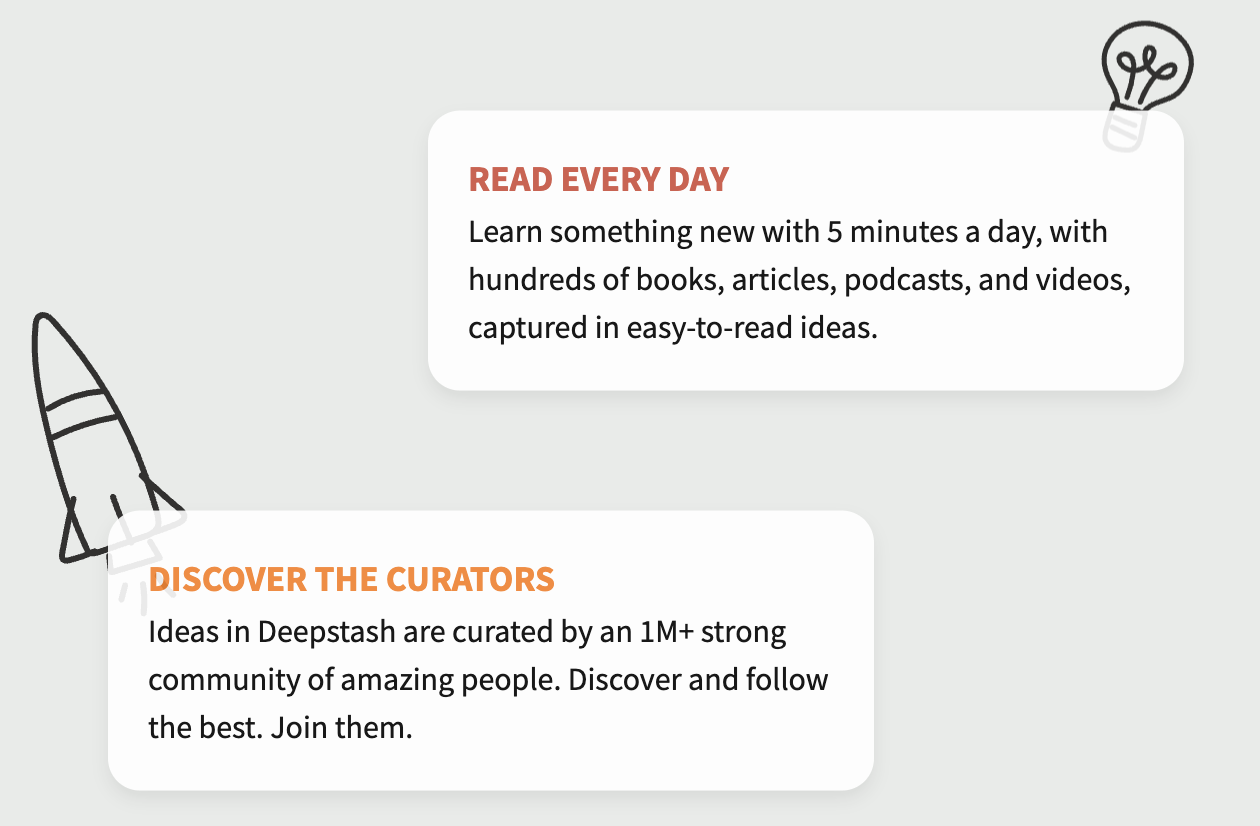 READ EVERY DAY
Learn something new with 5 minutes a day, with
hundreds of books, articles, podcasts, and videos,
captured in easy-to-read ideas.
DISCOVER THE CURATORS
Ideas in Deepstash are curated by an 1M+ strong
community of amazing people. Discover and follow
the best. Join them.